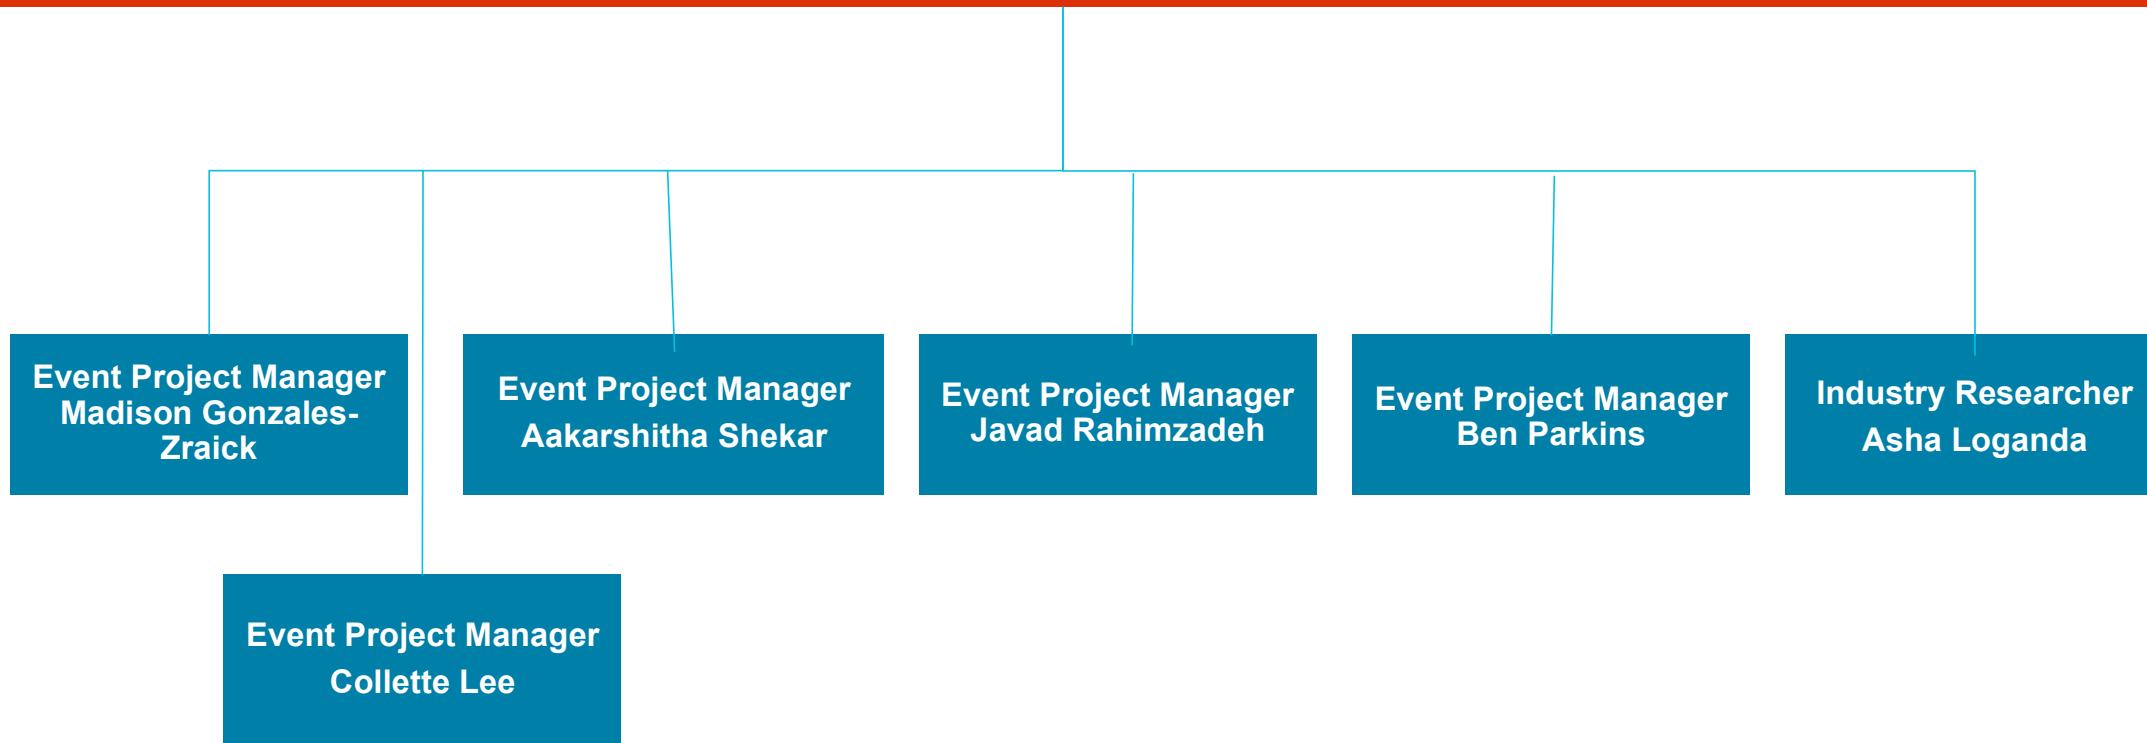 Event Project Manager
Madison Gonzales-
Zraick
Event Project Manager
Aakarshitha Shekar
Event Project Manager
Javad Rahimzadeh
Event Project Manager
Ben Parkins
Industry Researcher
Asha Loganda
Event Project Manager
Collette Lee